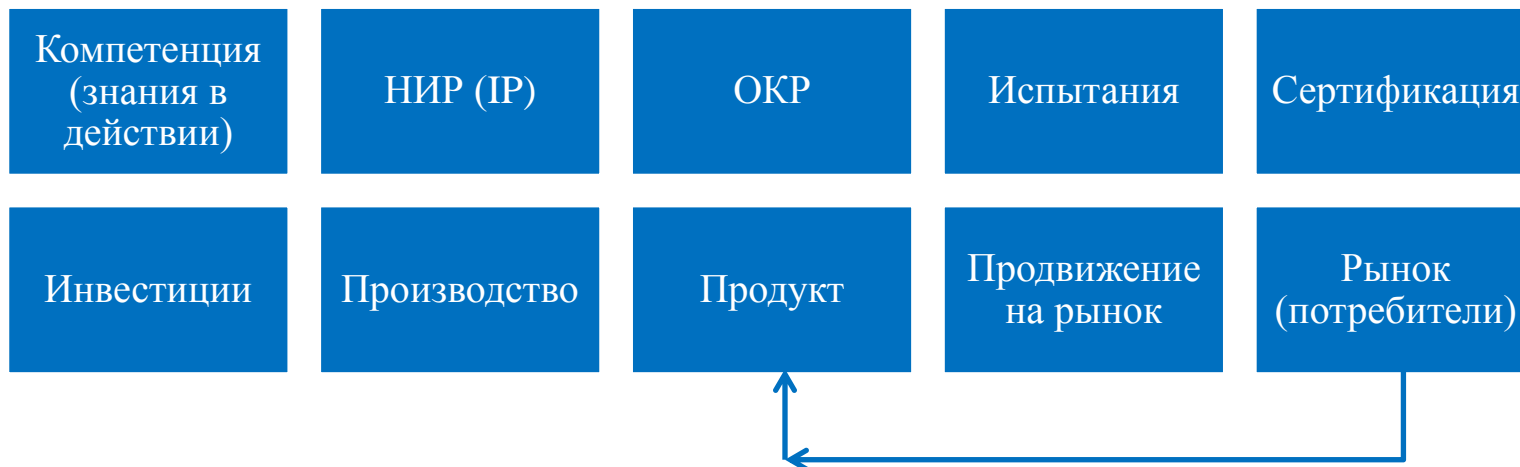 Компетенция
(знания в
действии)
НИР (IP)
ОКР
Испытания
Сертификация
Инвестиции
Производство
Продукт
Продвижение
на рынок
Рынок
(потребители)